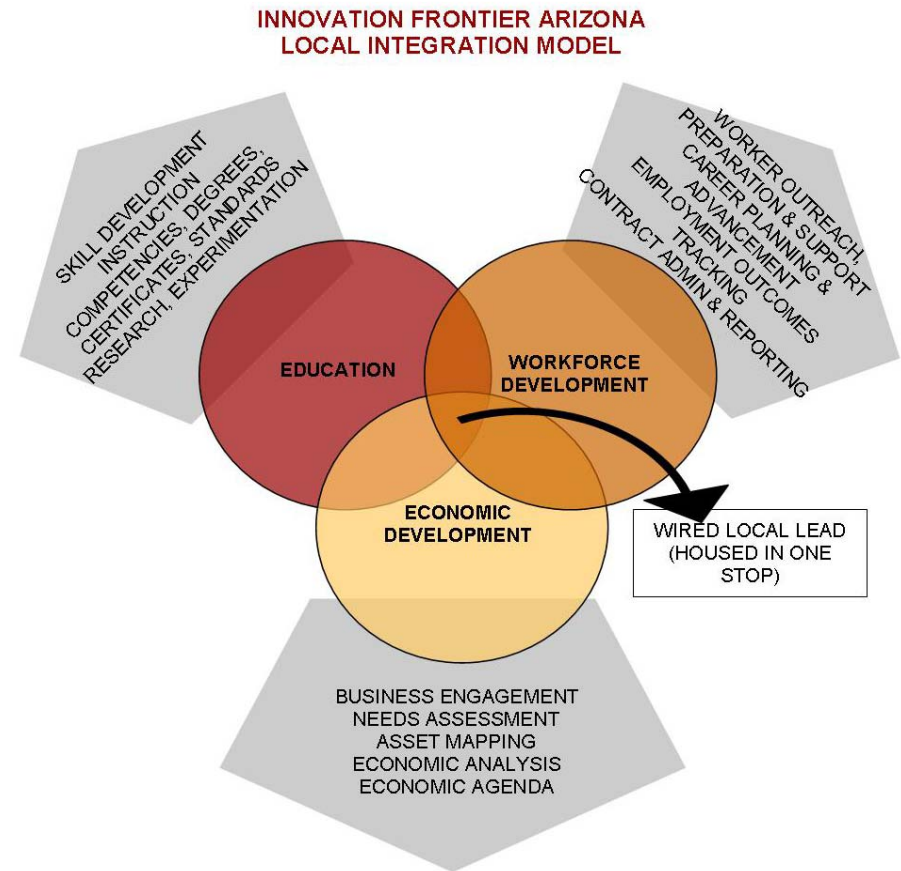 INNOVATION FRONTIER ARIZONA
LOCAL INTEGRATION MODEL
SKILL DEVELOPMENT
INSTRUCTION
COMPETENCIES, DEGREES,
CERTIFICATES, STANDARDS
RESEARCH, EXPERIMENTATION
WORKER OUTREACH,
PREPARATION & SUPPORT
CAREER PLANNING &
ADVANCEMENT
EMPLOYMENT OUTCOMES
TRACKING
CONTRACT ADMIN & REPORTING
EDUCATION
WORKFORCE
DEVELOPMENT
ECONOMIC
DEVELOPMENT
WIRED LOCAL LEAD
(HOUSED IN ONE
STOP)
BUSINESS ENGAGEMENT
NEEDS ASSESSMENT
ASSET MAPPING
ECONOMIC ANALYSIS
ECONOMIC AGENDA